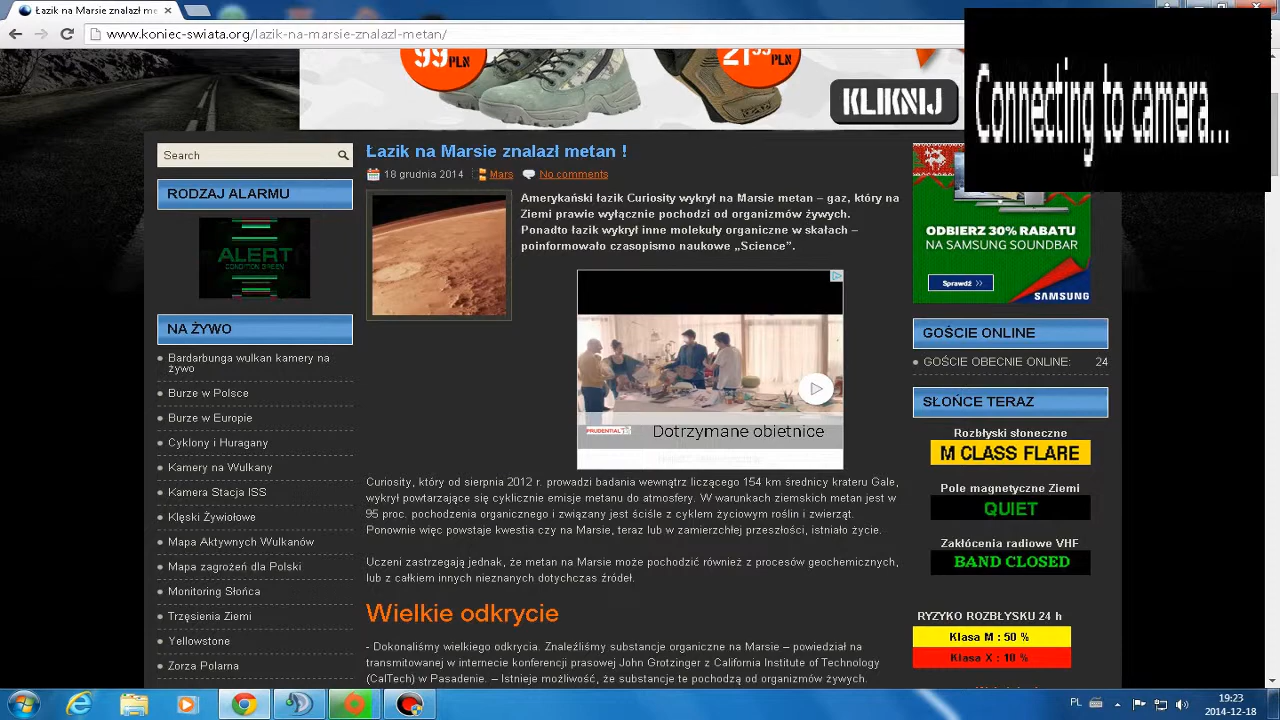 Łazik na Marsie znalazł met
www.koniec-swiata.org/lazik-na-marsie-znalazl-metan/
99 PLN
21 99 PLN
KLIKNIJ
Connecting to camera...
Search
RODZAJ ALARMU
ALERT
CONDITION GREEN
NA ŻYWO
Bardarbunga wulkan kamery na
żywo
Burze w Polsce
Burze w Europie
Cyklony i Huragany
Kamery na Wulkany
Kamera Stacja ISS
Klęski Żywiołowe
Mapa Aktywnych Wulkanów
Mapa zagrożeń dla Polski
Monitoring Słońca
Trzęsienia Ziemi
Yellowstone
Zorza Polarna
Łazik na Marsie znalazł metan !
18 grudnia 2014 Mars No comments
Amerykański łazik Curiosity wykrył na Marsie metan – gaz, który na
Ziemi prawie wyłącznie pochodzi od organizmów żywych.
Ponadto łazik wykrył inne molekuły organiczne w skałach –
poinformowało czasopismo naukowe „Science”.
PRUDENTIAL
Dotrzymane obietnice
Curiosity, który od sierpnia 2012 r. prowadzi badania wewnątrz liczącego 154 km średnicy krateru Gale,
wykrył powtarzające się cyklicznie emisje metanu do atmosfery. W warunkach ziemskich metan jest w
95 proc. pochodzenia organicznego i związany jest ściśle z cyklem życiowym roślin i zwierząt.
Ponownie więc powstaje kwestia czy na Marsie, teraz lub w zamierzchłej przeszłości, istniało życie.
Uczeni zastrzegają jednak, że metan na Marsie może pochodzić również z procesów geochemicznych,
lub z całkiem innych nieznanych dotychczas źródeł.
Wielkie odkrycie
- Dokonaliśmy wielkiego odkrycia. Znaleźliśmy substancje organiczne na Marsie – powiedział na
transmitowanej w internecie konferencji prasowej John Grotzinger z California Institute of Technology
(CalTech) w Pasadenie. – Istnieje możliwość, że substancje te pochodzą od organizmów żywych.
ODBIERZ 30% RABATU
NA SAMSUNG SOUNDBAR
Sprawdź >>
SAMSUNG
GOŚCIE ONLINE
GOŚCIE OBECNIE ONLINE: 24
SŁOŃCE TERAZ
Rozbłyski słoneczne
M CLASS FLARE
Pole magnetyczne Ziemi
QUIET
Zakłócenia radiowe VHF
BAND CLOSED
RYZYKO ROZBŁYSKU 24 h
Klasa M : 50 %
Klasa X : 10 %
PL
19:23
2014-12-18